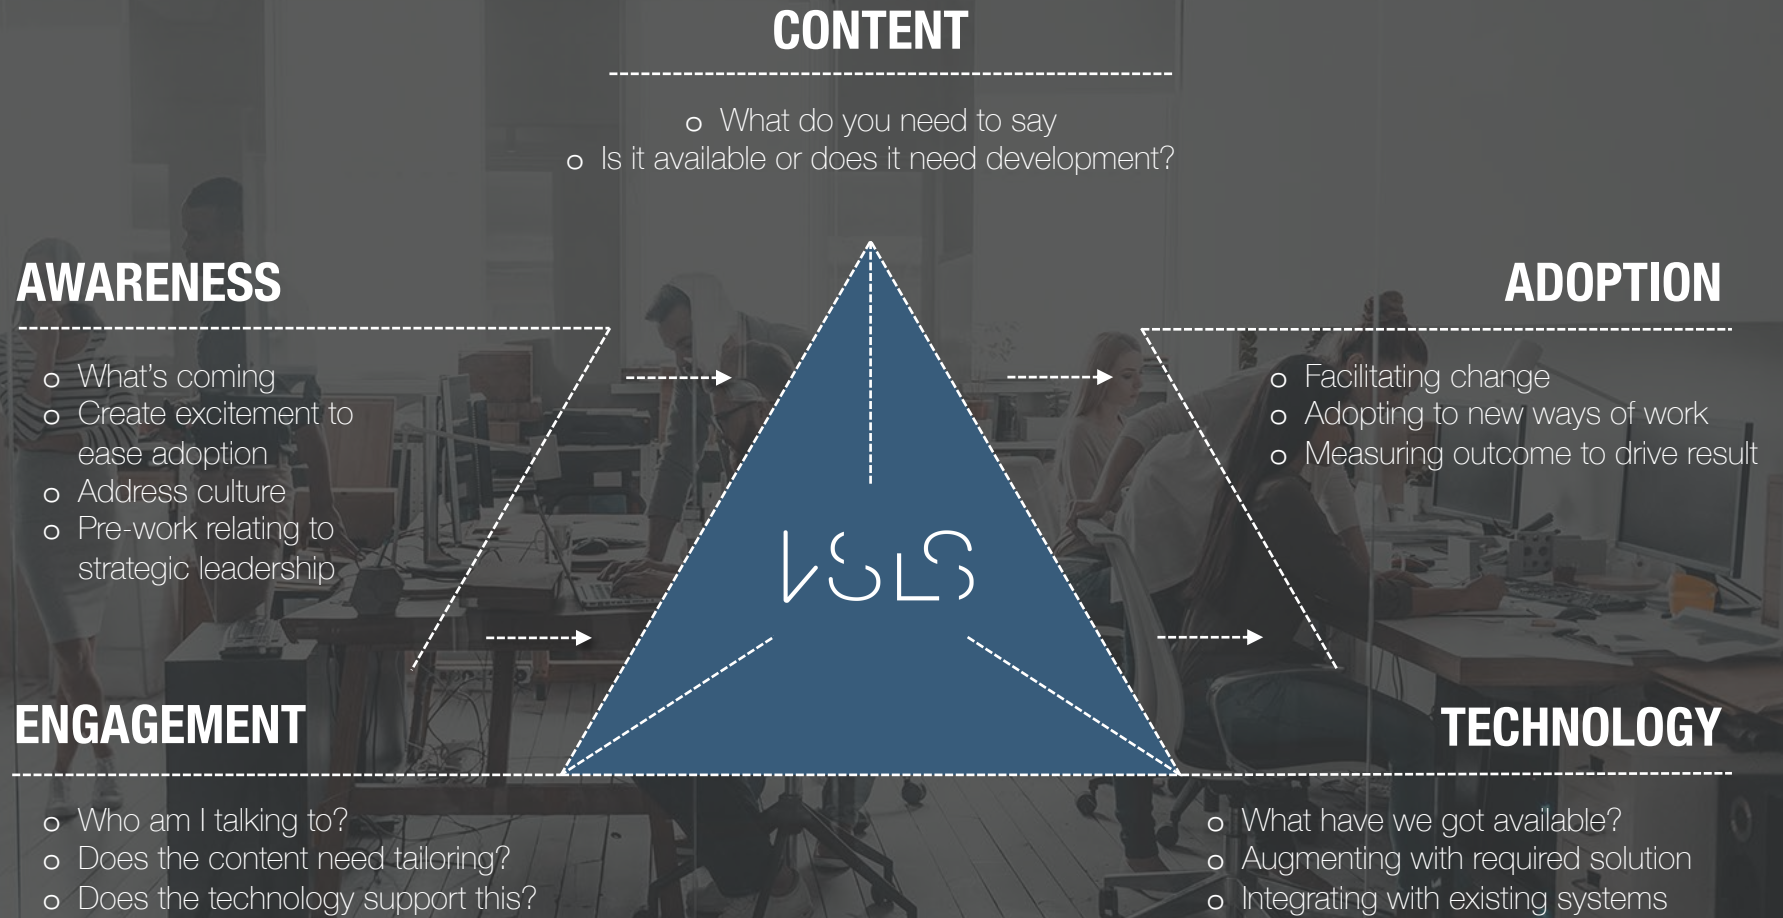 CONTENT
o What do you need to say
o Is it available or does it need development?
AWARENESS
o What's coming
o Create excitement to
ease adoption
o Address culture
o Pre-work relating to
strategic leadership
ADOPTION
o Facilitating change
o Adopting to new ways of work
o Measuring outcome to drive result
VSLS
ENGAGEMENT
o Who am I talking to?
o Does the content need tailoring?
o Does the technology support this?
TECHNOLOGY
o What have we got available?
o Augmenting with required solution
o Integrating with existing systems